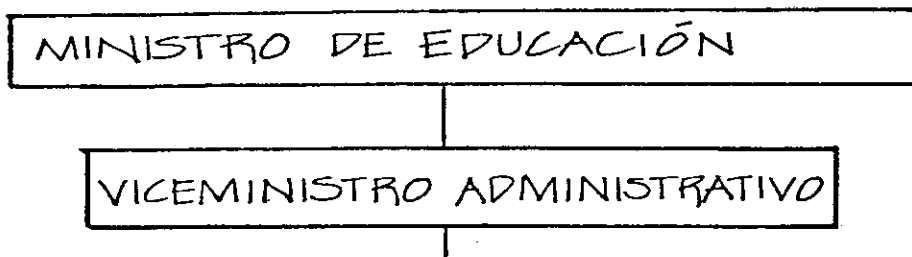 MINISTRO DE EDUCACIÓN
VICEMINISTRO ADMINISTRATIVO